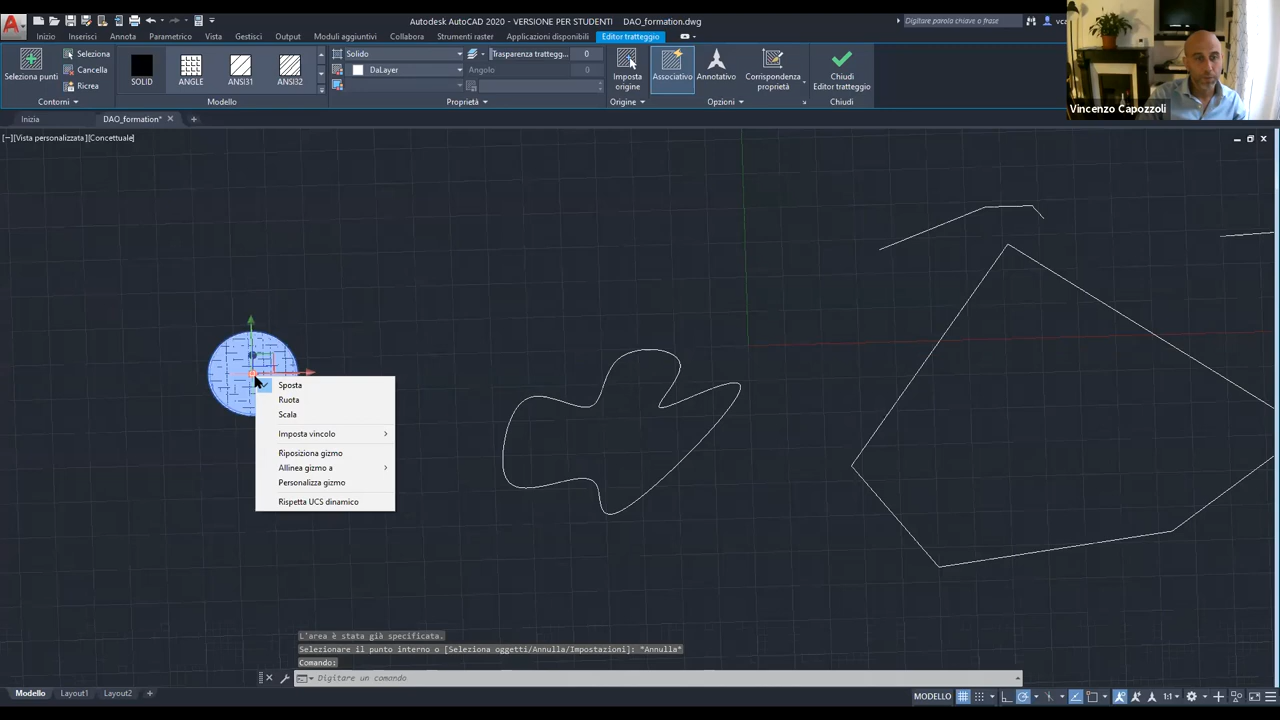 Autodesk AutoCAD 2020 - VERSIONE PER STUDENTI DAO_formation.dwg
Digitare parola chiave o frase
Home Inserisci Annota Parametrico Vista Gestisci Output Moduli aggiuntivi Collabora Strumenti raster Applicazioni disponibili Editor tratteggio
Seleziona punti
Seleziona
Cancella
Ricrea
Contorni
SOLID
ANGLE
ANSI31
ANSI32
Modello
Solido
DaLayer
Trasparenza tratteg...
0
Angolo
0
Proprietà
Imposta
origine
Origine
Associativo
Annotativo
Corrispondenza
proprietà
Opzioni
Chiudi
Editor tratteggio
Chiudi
Vincenzo Capozzoli
Inizia
DAO_formation*
[−][Vista personalizzata][Concettuale]
Sposta
Ruota
Scala
Imposta vincolo
Riposiziona gizmo
Allinea gizmo a
Personalizza gizmo
Rispetta UCS dinamico
L'area è stata già specificata.
Selezionare il punto interno o [Seleziona oggetti/Annulla/Impostazioni]: *Annulla*
Comando:
Digitare un comando
Modello
Layout1
Layout2
MODELLO
1:1